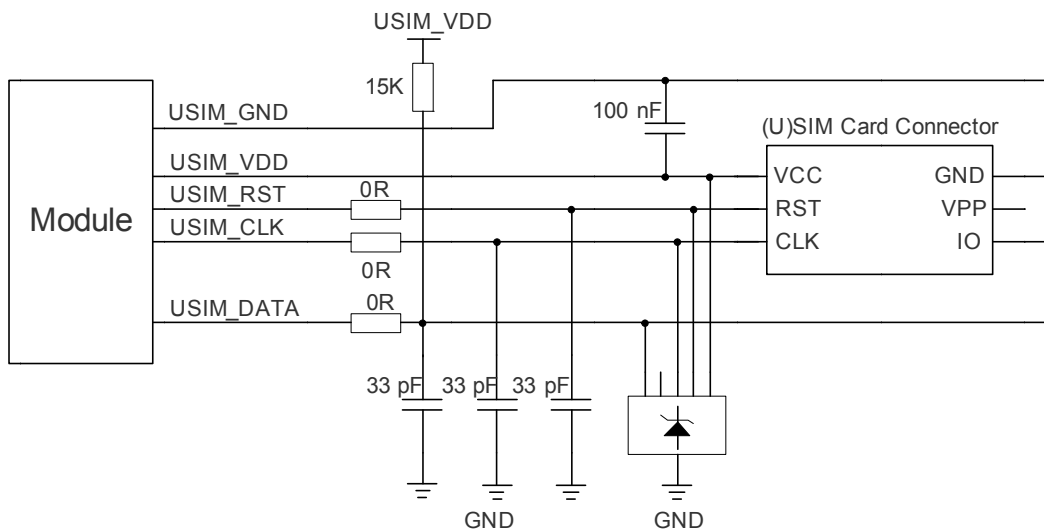 USIM_VDD
15K
USIM_GND
100 nF
(U)SIM Card Connector
USIM_VDD
VCC
GND
USIM_RST
0R
RST
VPP
Module
USIM_CLK
CLK
IO
0R
USIM_DATA
0R
33 pF
33 pF
33 pF
GND
GND